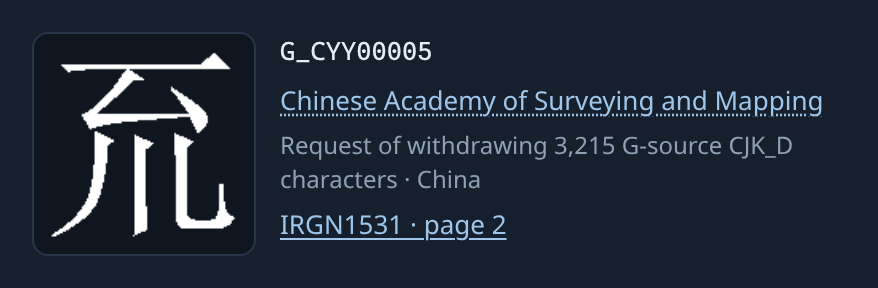 G_CYY00005
Chinese Academy of Surveying and Mapping
Request of withdrawing 3,215 G-source CJK_D
characters · China
IRGN1531 · page 2